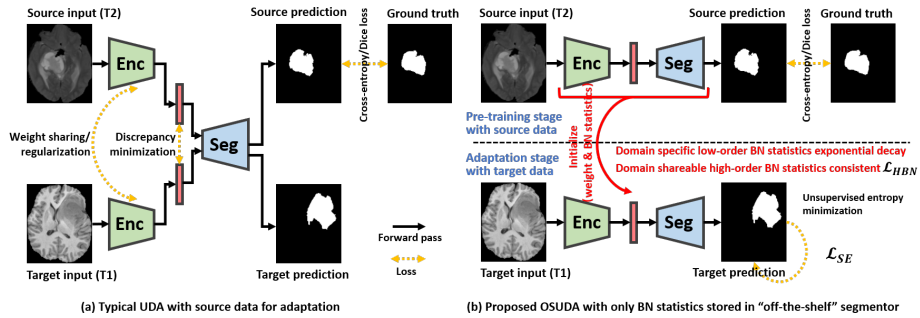 Source input (T2)
Source prediction
Ground truth
Enc
Cross-entropy/Dice loss
Weight sharing/
regularization)
Discrepancy
minimization)
Seg
Enc
Forward pass
Loss
Target input (T1)
Target prediction
(a) Typical UDA with source data for adaptation
Source input (T2)
Source prediction
Ground truth
Enc
Seg
Cross-entropy/Dice loss
Pre-training stage
with source data
Initialize
(weight & BN statistics)
Adaptation stage
with target data
Domain specific low-order BN statistics exponential decay
Domain shareable high-order BN statistics consistent ℒHBN
Enc
Seg
Unsupervised entropy
minimization
ℒSE
Target input (T1)
Target prediction
(b) Proposed OSUDA with only BN statistics stored in “off-the-shelf” segmentor